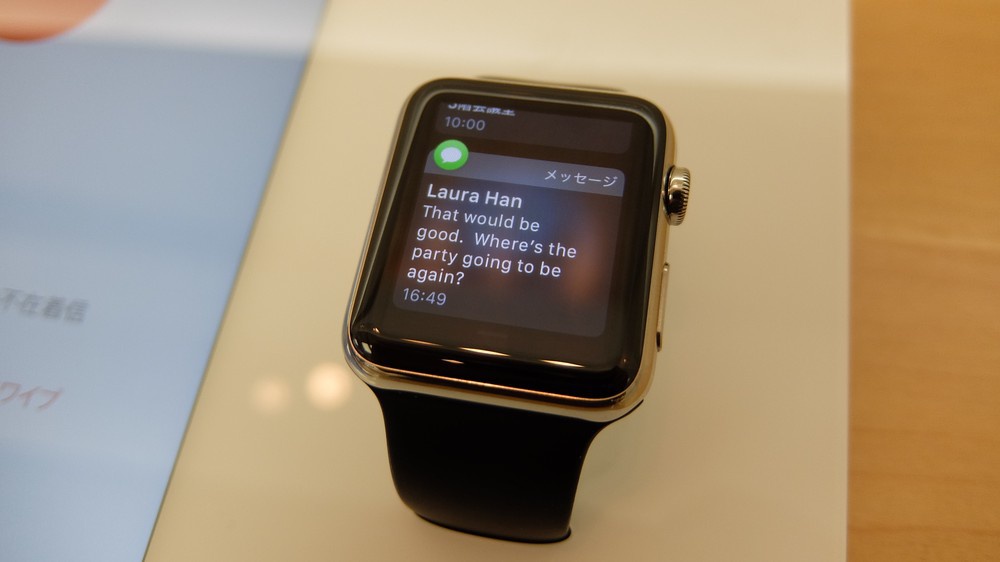 10:00
メッセージ
Laura Han
That would be
good.  Where's the
party going to be
again?
16:49
不在着信
ワイプ